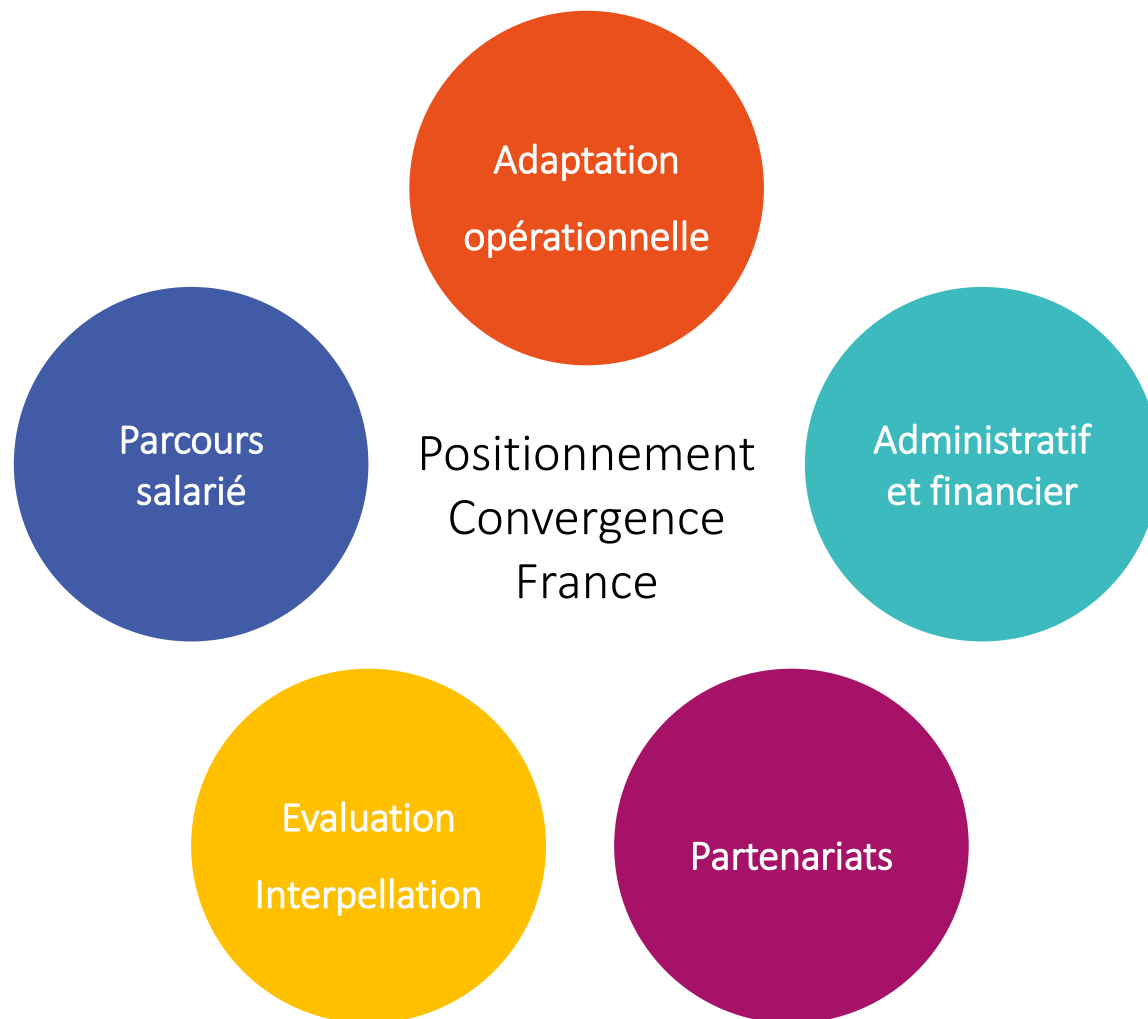 Adaptation
opérationnelle
Parcours
salarié
Positionnement
Convergence
France
Administratif
et financier
Evaluation
Interpellation
Partenariats